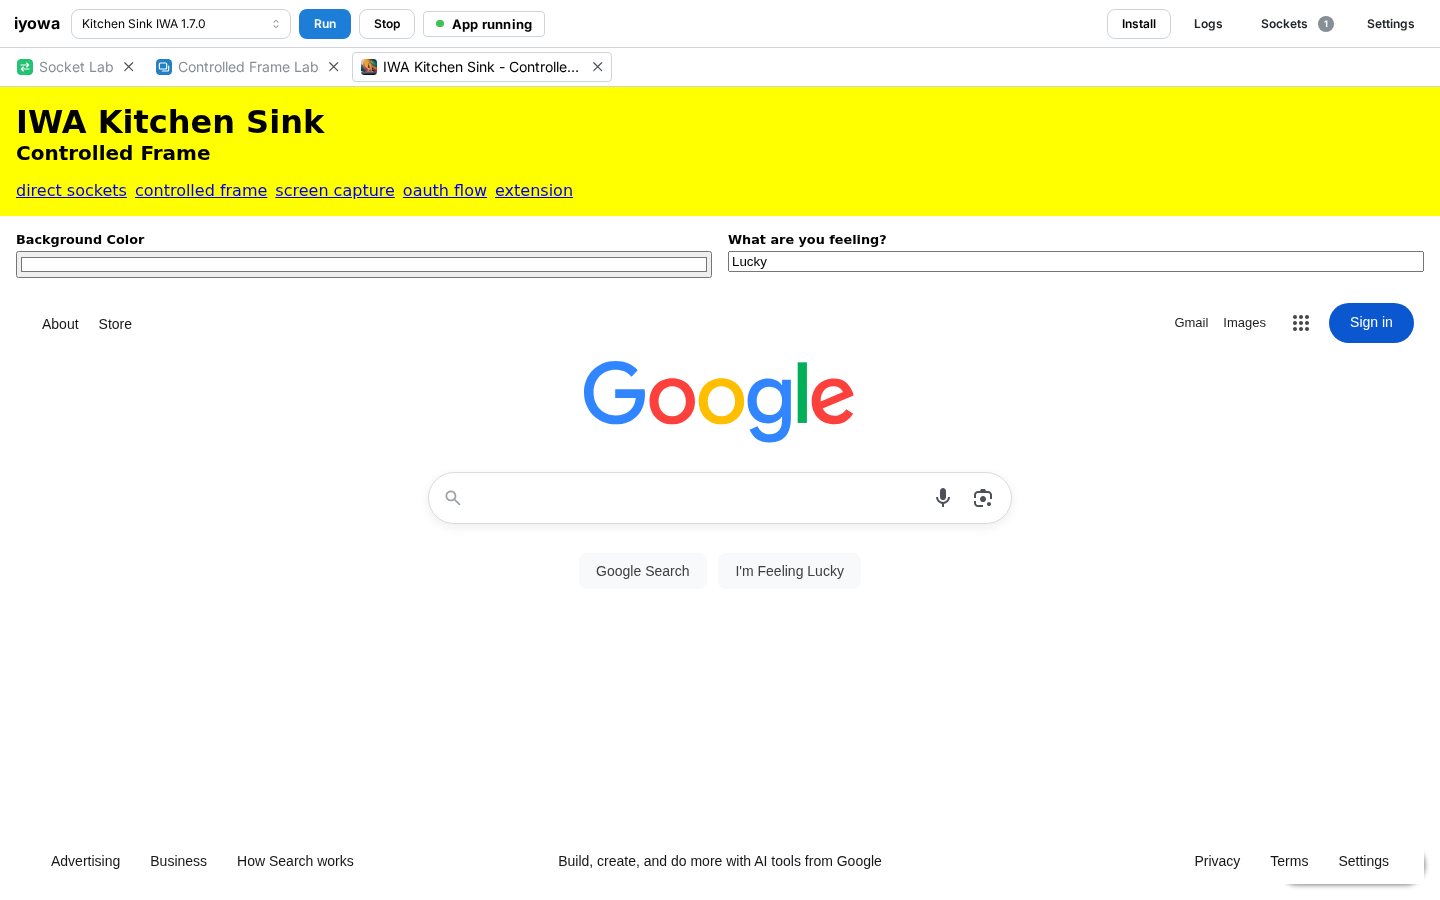 iyowa Kitchen Sink IWA 1.7.0 Run Stop App running Install Logs Sockets 1 Settings
Socket Lab Controlled Frame Lab IWA Kitchen Sink - Controlle...
IWA Kitchen Sink
Controlled Frame
direct sockets controlled frame screen capture oauth flow extension
Background Color What are you feeling?
Lucky
About Store Gmail Images Sign in
Google
Google Search I'm Feeling Lucky
Advertising Business How Search works Build, create, and do more with AI tools from Google Privacy Terms Settings